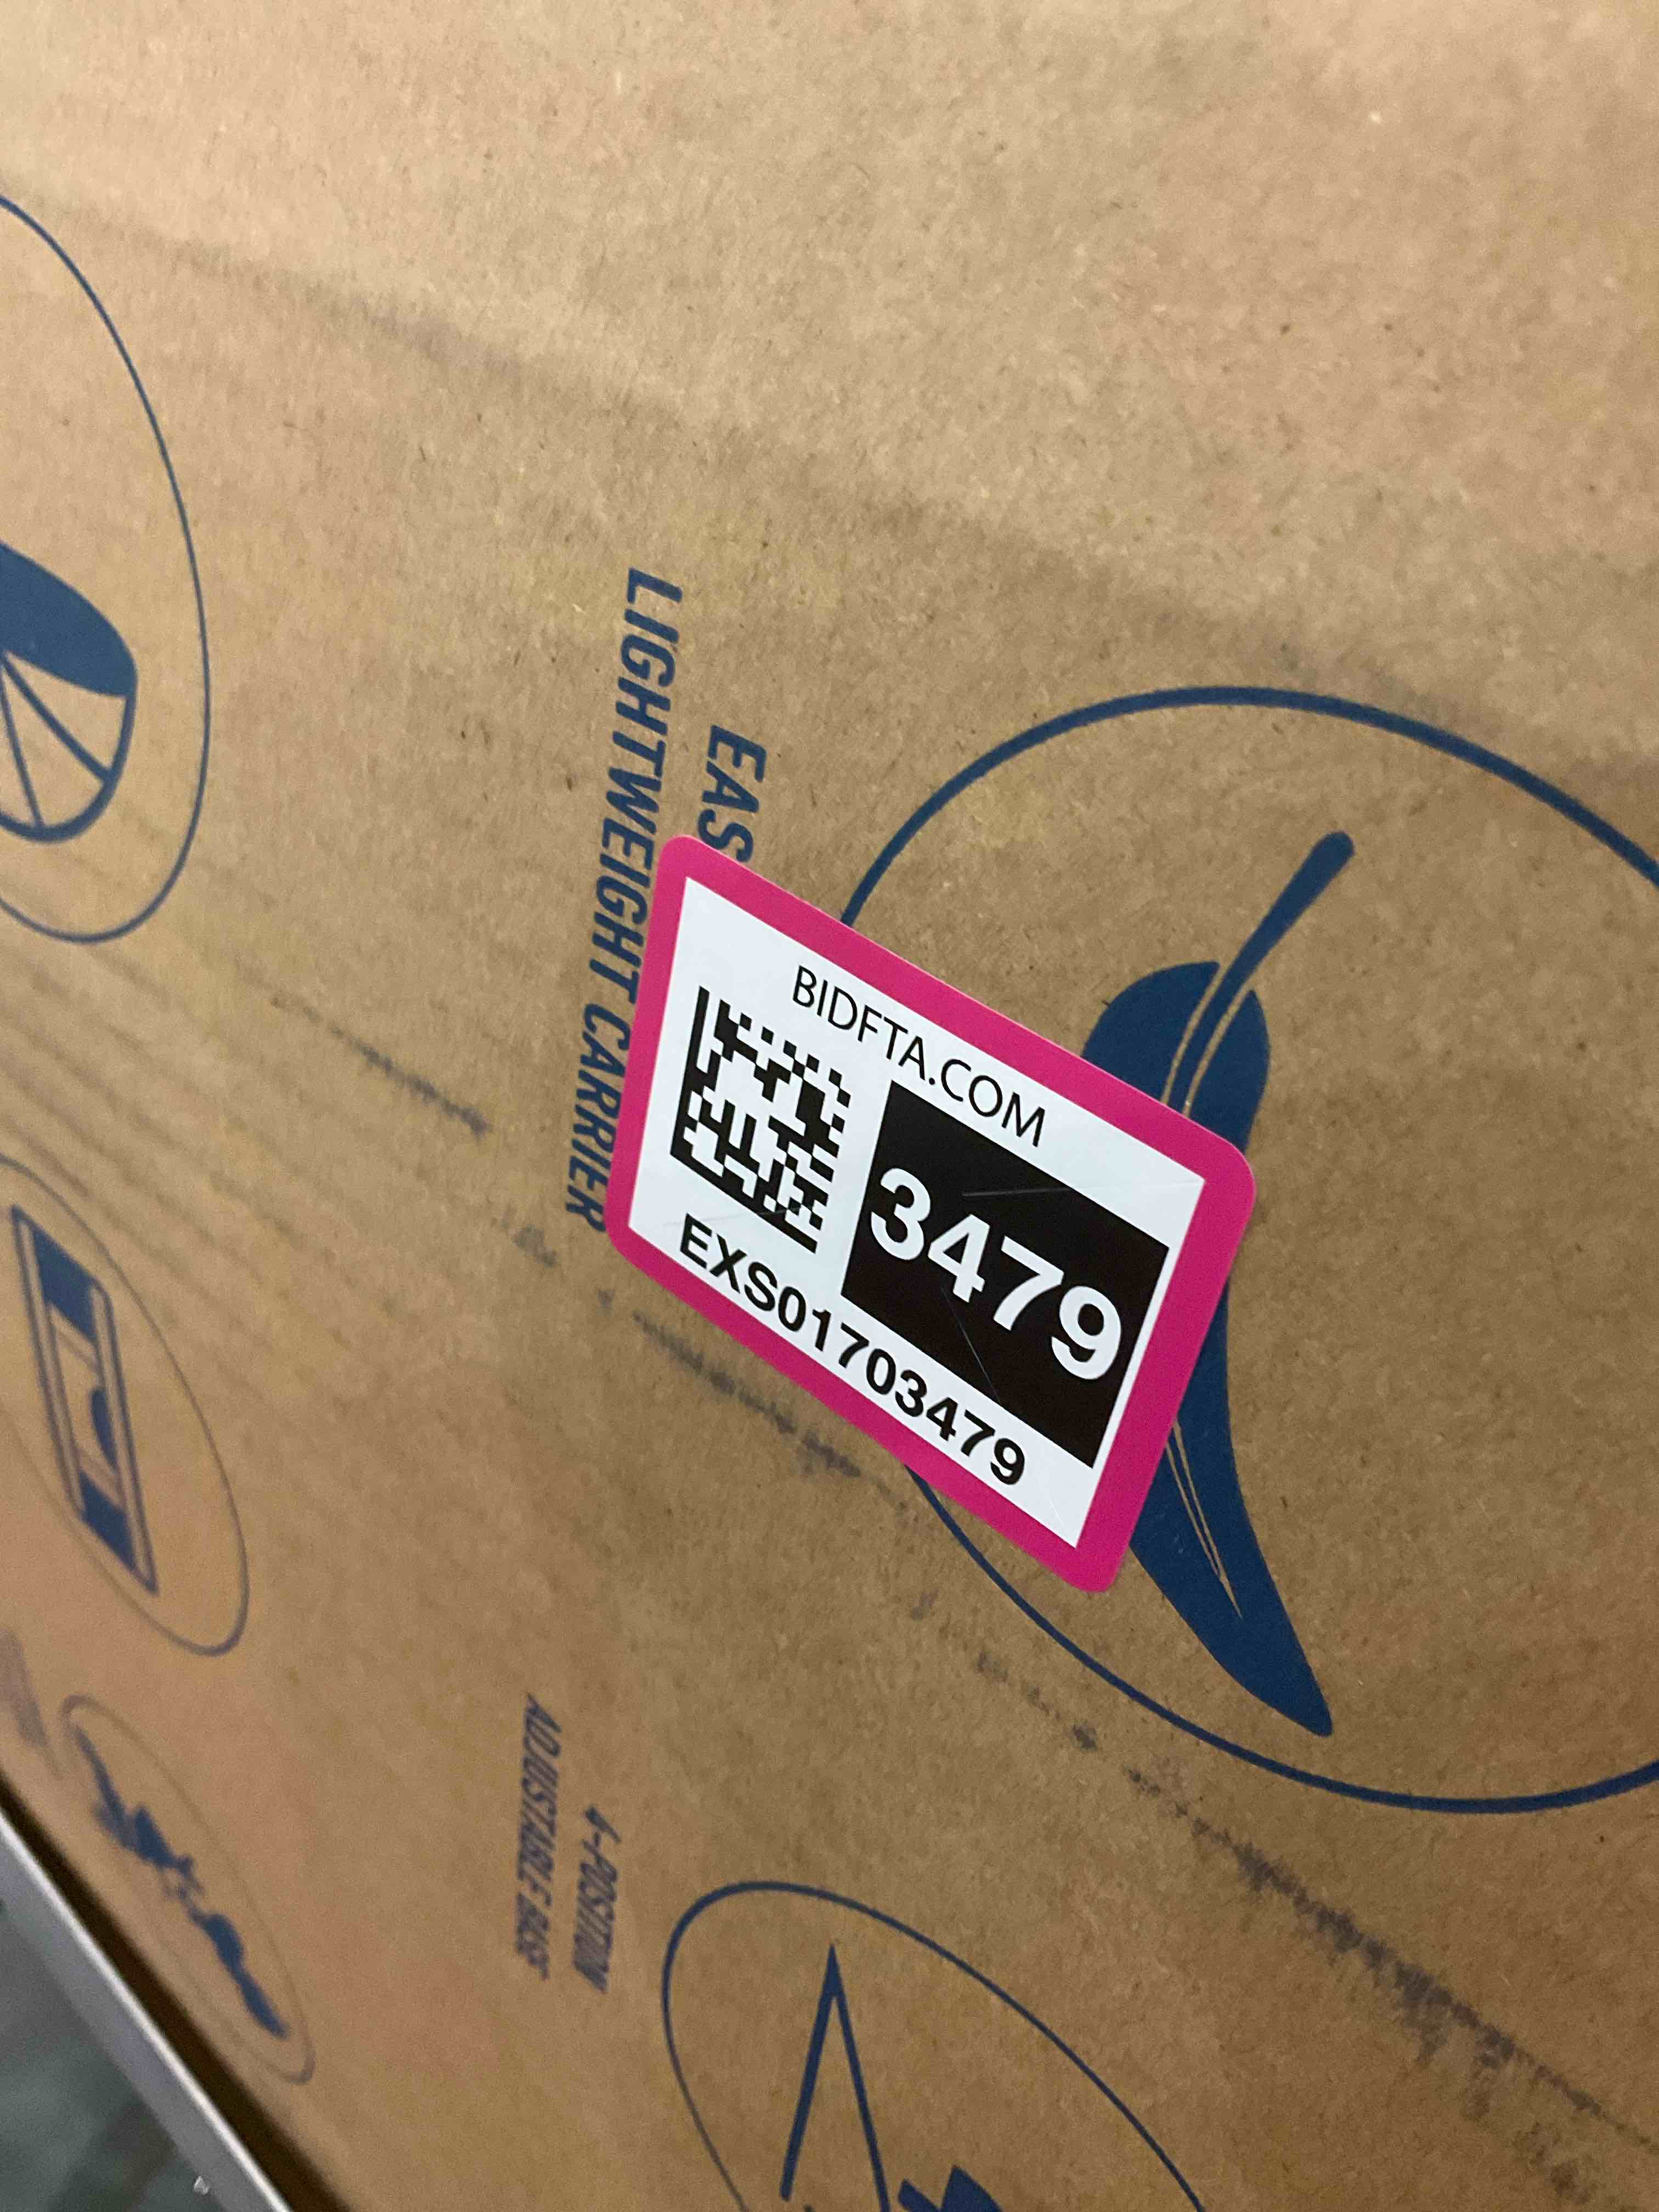 EAS
LIGHTWEIGHT CARRIER
BIDFTA.COM
3479
EXS01703479
4-POSITION
ADJUSTABLE BASE